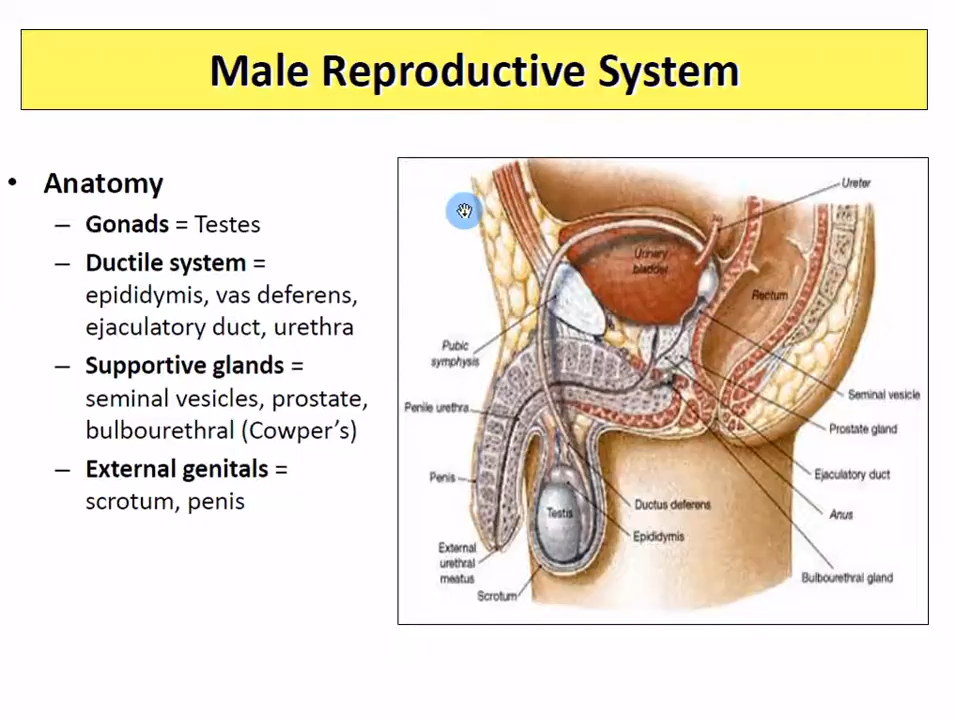 Male Reproductive System
• Anatomy
– Gonads = Testes
– Ductile system =
epididymis, vas deferens,
ejaculatory duct, urethra
– Supportive glands =
seminal vesicles, prostate,
bulbourethral (Cowper's)
– External genitals =
scrotum, penis
Ureter
Urinary
bladder
Rectum
Pubic
symphysis
Seminal vesicle
Penile urethra
Prostate gland
Penis
Ejaculatory duct
Ductus deferens
Testis
Anus
Epididymis
External
urethral
meatus
Bulbourethral gland
Scrotum